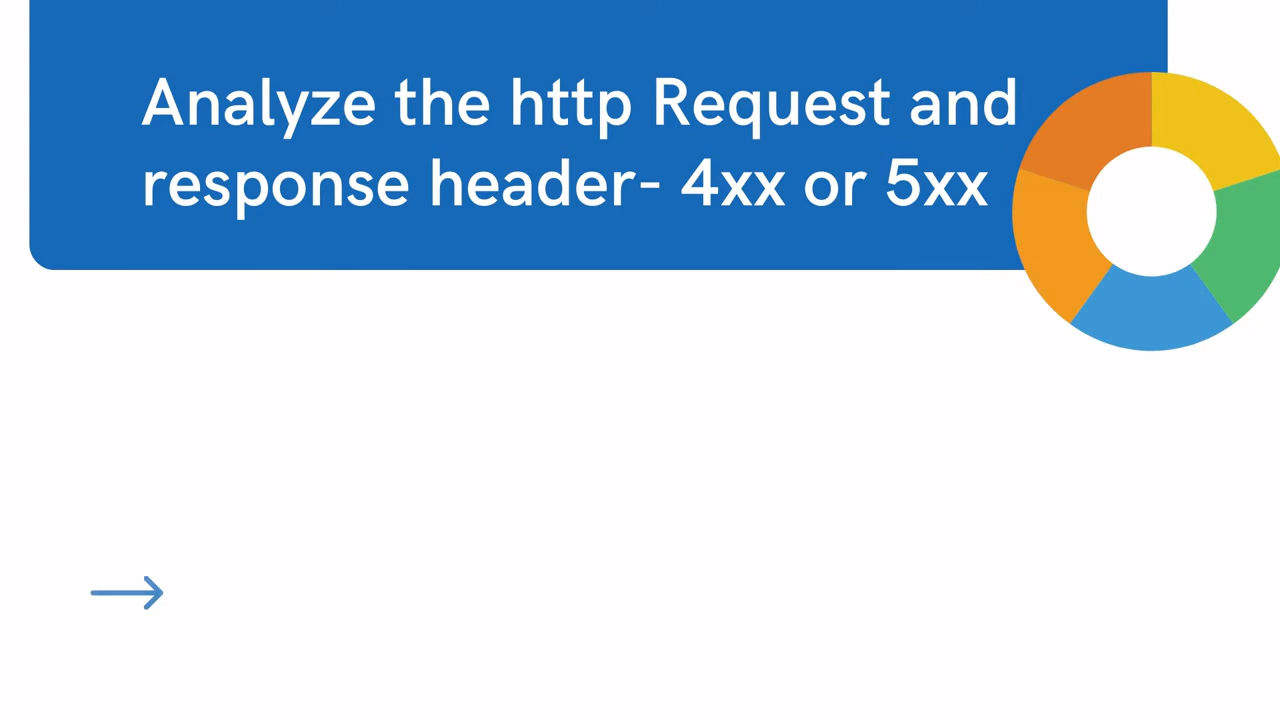 Analyze the http Request and
response header- 4xx or 5xx